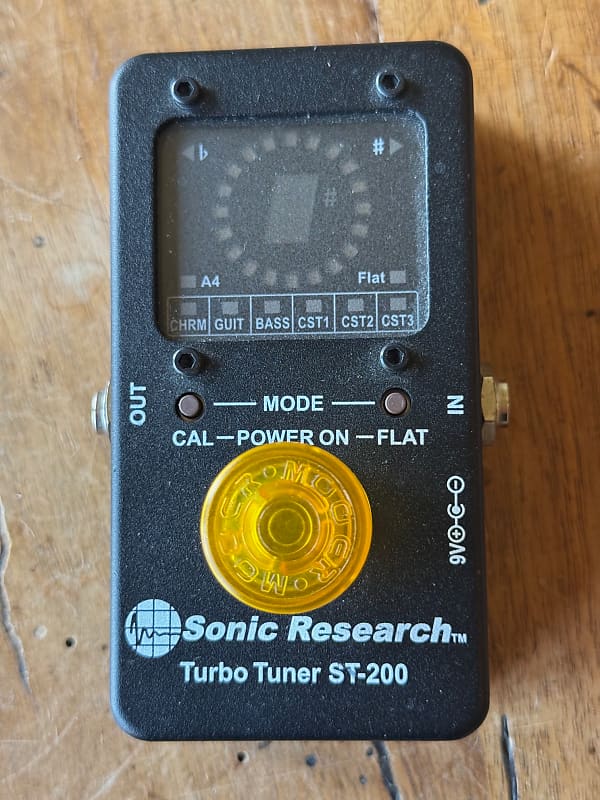 ♭ #
#
A4 Flat
CHRM GUIT BASS CST1 CST2 CST3
OUT
MODE
IN
CAL—POWER ON—FLAT
MOOER•MOOER•
9V
Sonic Research™
Turbo Tuner ST-200